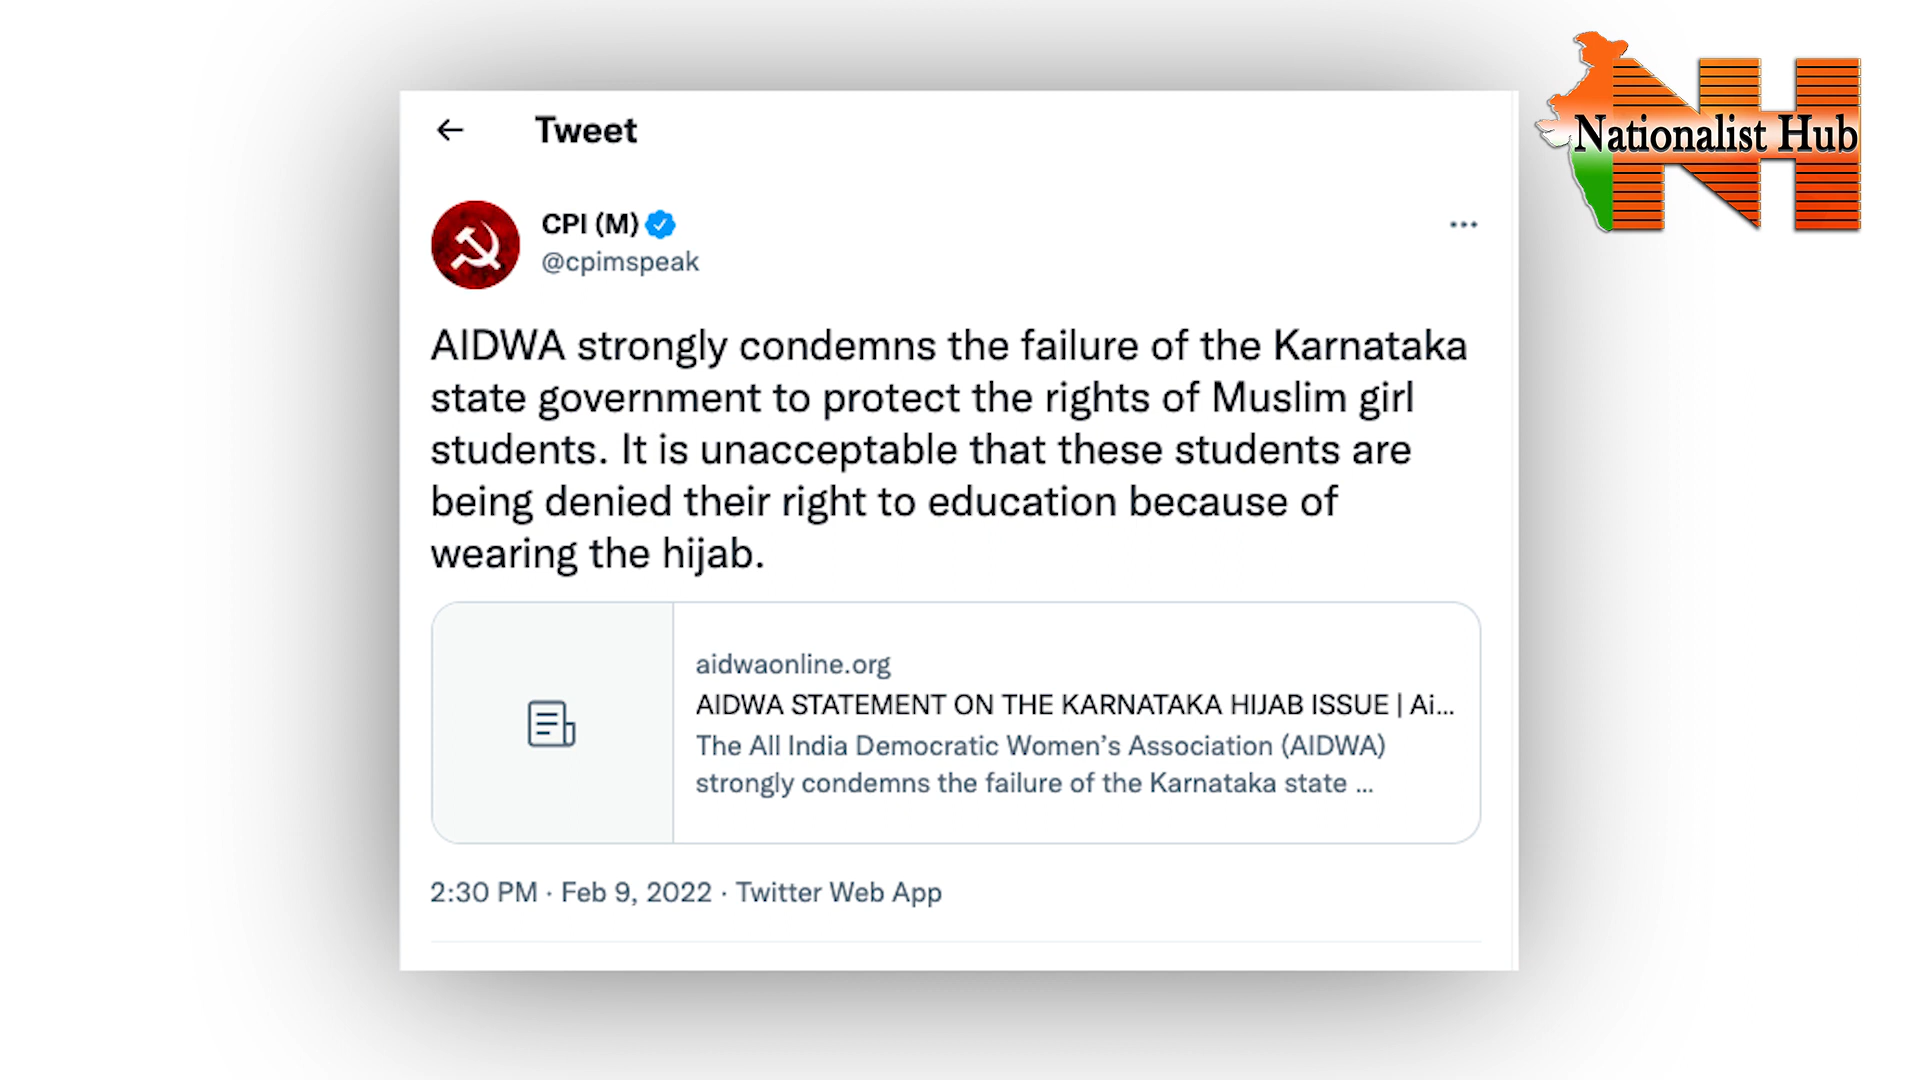 Tweet
CPI (M)
@cpimspeak
AIDWA strongly condemns the failure of the Karnataka
state government to protect the rights of Muslim girl
students. It is unacceptable that these students are
being denied their right to education because of
wearing the hijab.
aidwaonline.org
AIDWA STATEMENT ON THE KARNATAKA HIJAB ISSUE | Ai...
The All India Democratic Women’s Association (AIDWA)
strongly condemns the failure of the Karnataka state ...
2:30 PM · Feb 9, 2022 · Twitter Web App
NH
Nationalist Hub